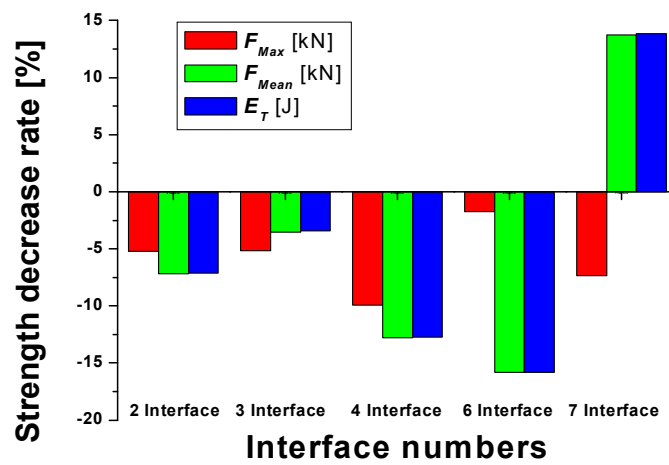 Strength decrease rate [%]
15
10
5
0
-5
-10
-15
-20
F_Max [kN]
F_Mean [kN]
E_T [J]
2 Interface
3 Interface
4 Interface
6 Interface
7 Interface
Interface numbers